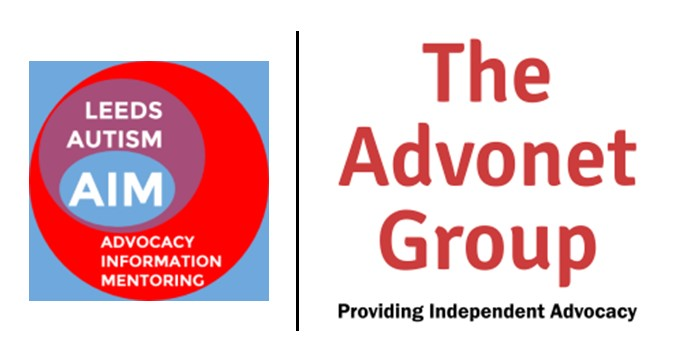 LEEDS
AUTISM
AIM
ADVOCACY
INFORMATION
MENTORING
The
Advonet
Group
Providing Independent Advocacy